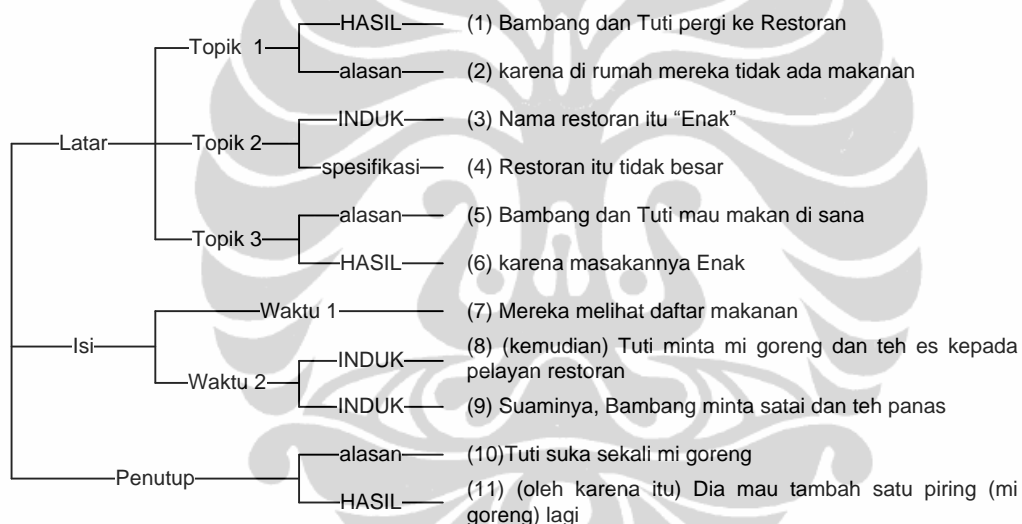 HASIL (1) Bambang dan Tuti pergi ke Restoran
Topik 1
alasan (2) karena di rumah mereka tidak ada makanan
INDUK (3) Nama restoran itu “Enak”
Latar Topik 2
spesifikasi (4) Restoran itu tidak besar
alasan (5) Bambang dan Tuti mau makan di sana
Topik 3
HASIL (6) karena masakannya Enak
Waktu 1 (7) Mereka melihat daftar makanan
Isi
INDUK (8) (kemudian) Tuti minta mi goreng dan teh es kepada
pelayan restoran
Waktu 2
INDUK (9) Suaminya, Bambang minta satai dan teh panas
alasan (10)Tuti suka sekali mi goreng
Penutup
HASIL (11) (oleh karena itu) Dia mau tambah satu piring (mi
goreng) lagi